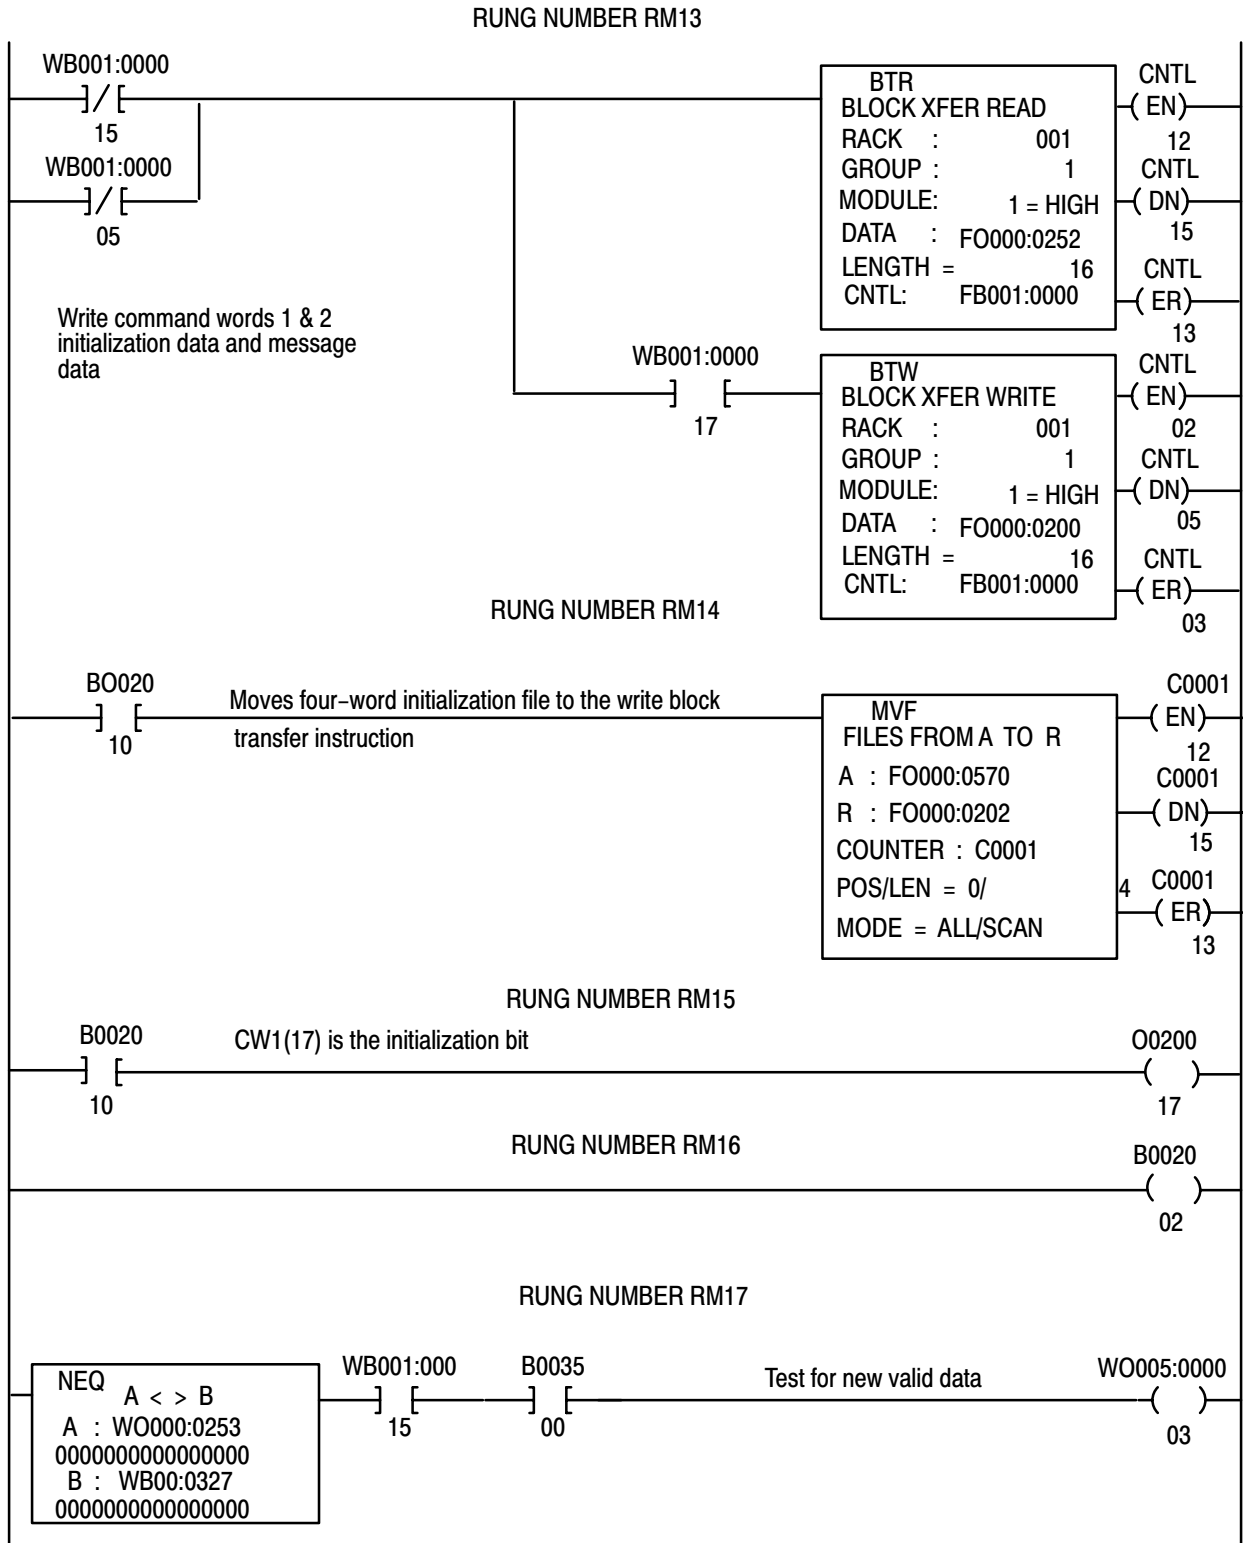 RUNG NUMBER RM13
WB001:0000
15
WB001:0000
05
Write command words 1 & 2
initialization data and message
data
BTR
BLOCK XFER READ
RACK : 001
GROUP : 1
MODULE: 1 = HIGH
DATA : FO000:0252
LENGTH = 16
CNTL: FB001:0000
CNTL
EN
12
CNTL
DN
15
CNTL
ER
13
WB001:0000
17
BTW
BLOCK XFER WRITE
RACK : 001
GROUP : 1
MODULE: 1 = HIGH
DATA : FO000:0200
LENGTH = 16
CNTL: FB001:0000
CNTL
EN
02
CNTL
DN
05
CNTL
ER
03
RUNG NUMBER RM14
BO020
10
Moves four–word initialization file to the write block
transfer instruction
MVF
FILES FROM A TO R
A : FO000:0570
R : FO000:0202
COUNTER : C0001
POS/LEN = 0/ 4
MODE = ALL/SCAN
C0001
EN
12
C0001
DN
15
C0001
ER
13
RUNG NUMBER RM15
B0020
10
CW1(17) is the initialization bit
O0200
17
RUNG NUMBER RM16
B0020
02
RUNG NUMBER RM17
NEQ
A < > B
A : WO000:0253
0000000000000000
B : WB00:0327
0000000000000000
WB001:000
15
B0035
00
Test for new valid data
WO005:0000
03